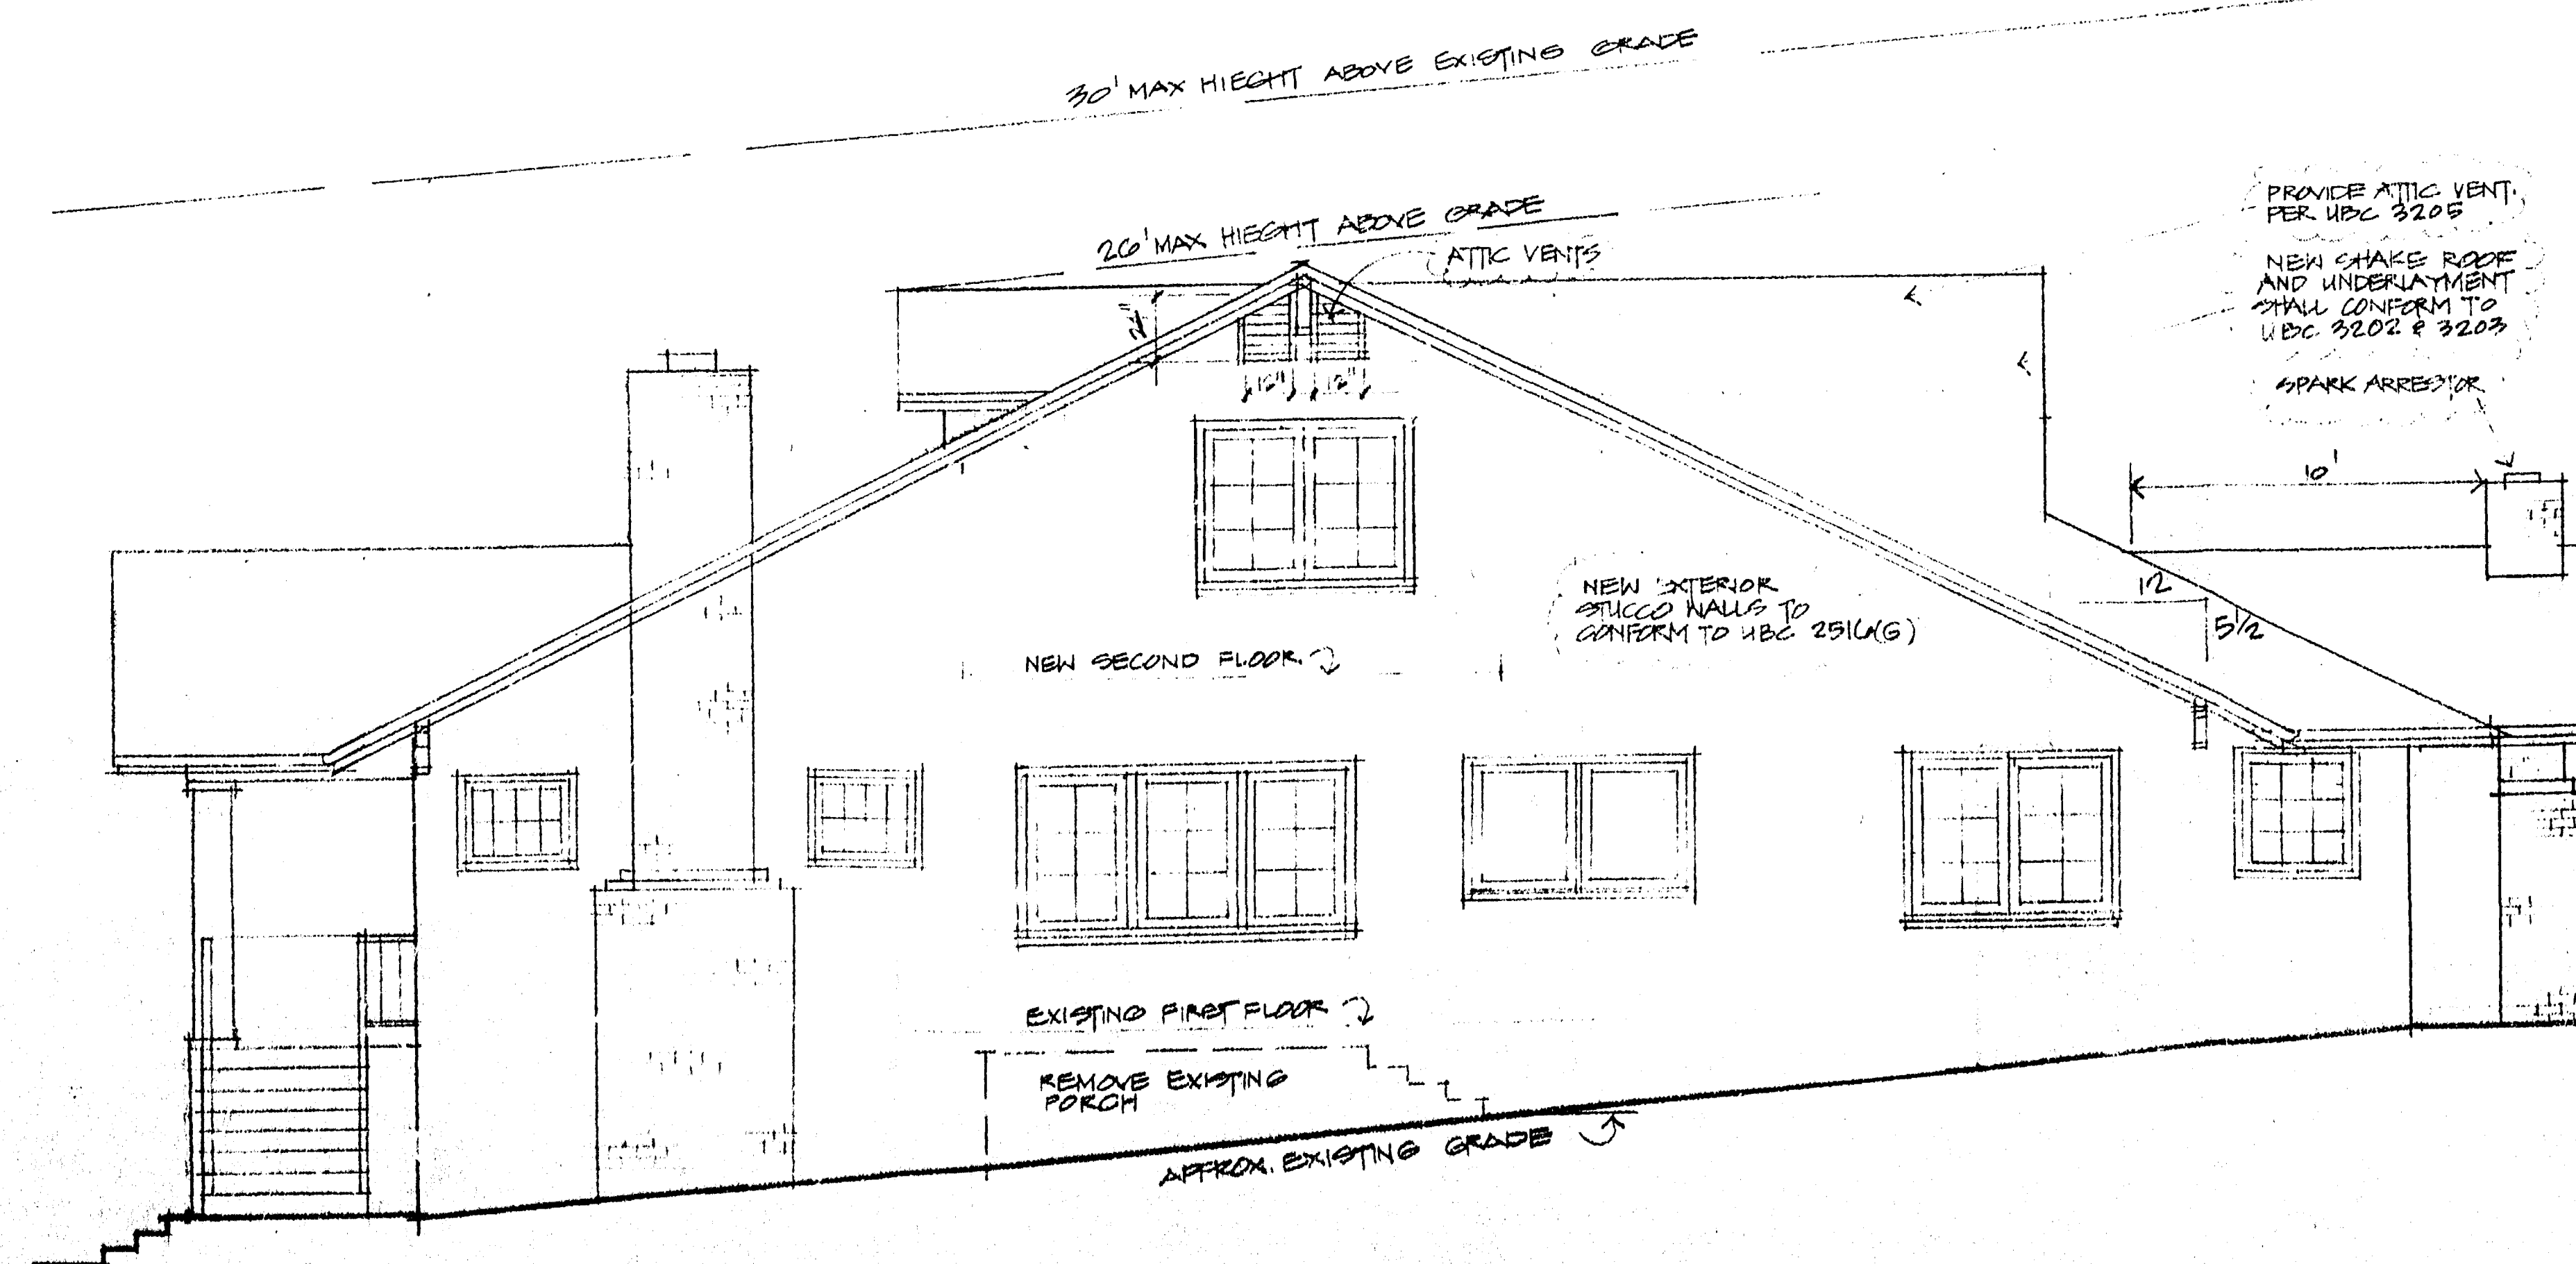 30' MAX HIEGHT ABOVE EXISTING GRADE
26' MAX HIEGHT ABOVE GRADE
ATTIC VENTS
PROVIDE ATTIC VENT.
PER UBC 3205
NEW SHAKE ROOF
AND UNDERLAYMENT
SHALL CONFORM TO
UBC 3202 & 3203
SPARK ARRESTOR
12" 12"
10'
12
5 1/2
NEW EXTERIOR
STUCCO WALLS TO
CONFORM TO UBC
NEW SECOND FLOOR
EXISTING FIRST FLOOR
REMOVE EXISTING
PORCH
APPROX. EXISTING GRADE